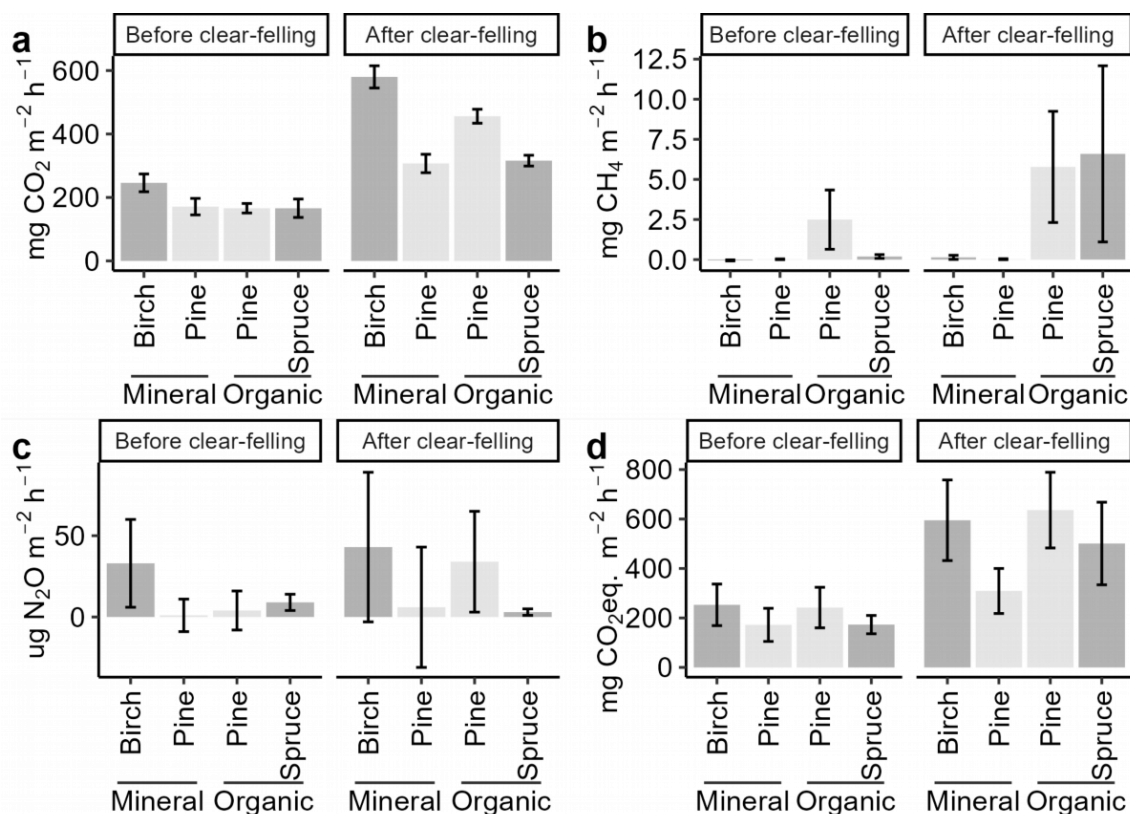 a
Before clear-felling
After clear-felling
mg CO₂ m⁻² h⁻¹
600
400
200
0
Birch
Pine
Pine
Spruce
Birch
Pine
Pine
Spruce
Mineral Organic
Mineral Organic
b
Before clear-felling
After clear-felling
mg CH₄ m⁻² h⁻¹
12.5
10.0
7.5
5.0
2.5
0.0
Birch
Pine
Pine
Spruce
Birch
Pine
Pine
Spruce
Mineral Organic
Mineral Organic
c
Before clear-felling
After clear-felling
ug N₂O m⁻² h⁻¹
50
0
Birch
Pine
Pine
Spruce
Birch
Pine
Pine
Spruce
Mineral Organic
Mineral Organic
d
Before clear-felling
After clear-felling
mg CO₂eq. m⁻² h⁻¹
800
600
400
200
0
Birch
Pine
Pine
Spruce
Birch
Pine
Pine
Spruce
Mineral Organic
Mineral Organic